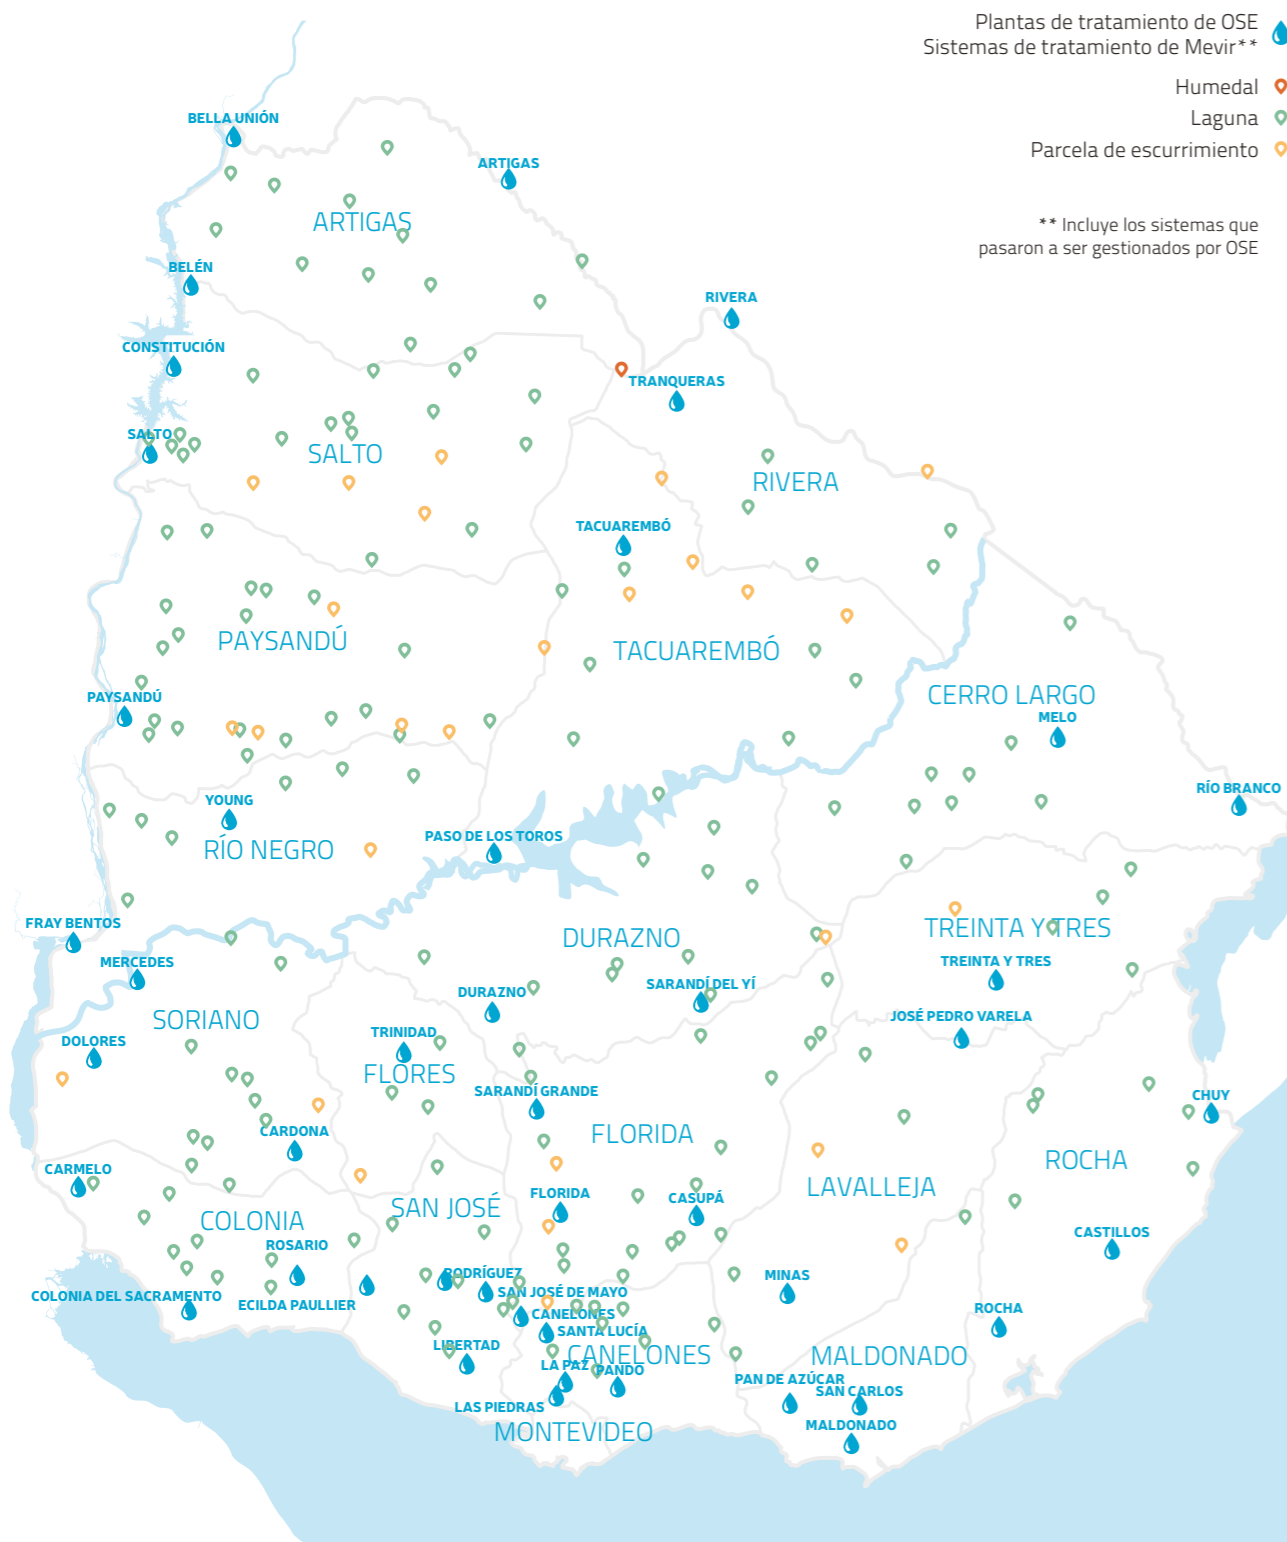 Plantas de tratamiento de OSE
Sistemas de tratamiento de Mevir**
Humedal
Laguna
Parcela de escurrimiento
** Incluye los sistemas que
pasaron a ser gestionados por OSE
BELLA UNIÓN
ARTIGAS
ARTIGAS
BELÉN
RIVERA
CONSTITUCIÓN
TRANQUERAS
SALTO
SALTO
RIVERA
TACUAREMBÓ
PAYSANDÚ
TACUAREMBÓ
CERRO LARGO
PAYSANDÚ
MELO
RÍO BRANCO
YOUNG
PASO DE LOS TOROS
RÍO NEGRO
FRAY BENTOS
DURAZNO
TREINTA Y TRES
MERCEDES
TREINTA Y TRES
SARANDÍ DEL YÍ
DURAZNO
SORIANO
JOSÉ PEDRO VARELA
TRINIDAD
DOLORES
FLORES
SARANDÍ GRANDE
CHUY
CARDONA
FLORIDA
ROCHA
CARMELO
LAVALLEJA
FLORIDA
CASUPÁ
SAN JOSÉ
COLONIA
CASTILLOS
ROSARIO
RODRÍGUEZ
MINAS
SAN JOSÉ DE MAYO
COLONIA DEL SACRAMENTO
ECILDA PAULLIER
ROCHA
CANELONES
SANTA LUCÍA
LIBERTAD
CANELONES
MALDONADO
LA PAZ
PANDO
PAN DE AZÚCAR
SAN CARLOS
LAS PIEDRAS
MALDONADO
MONTEVIDEO